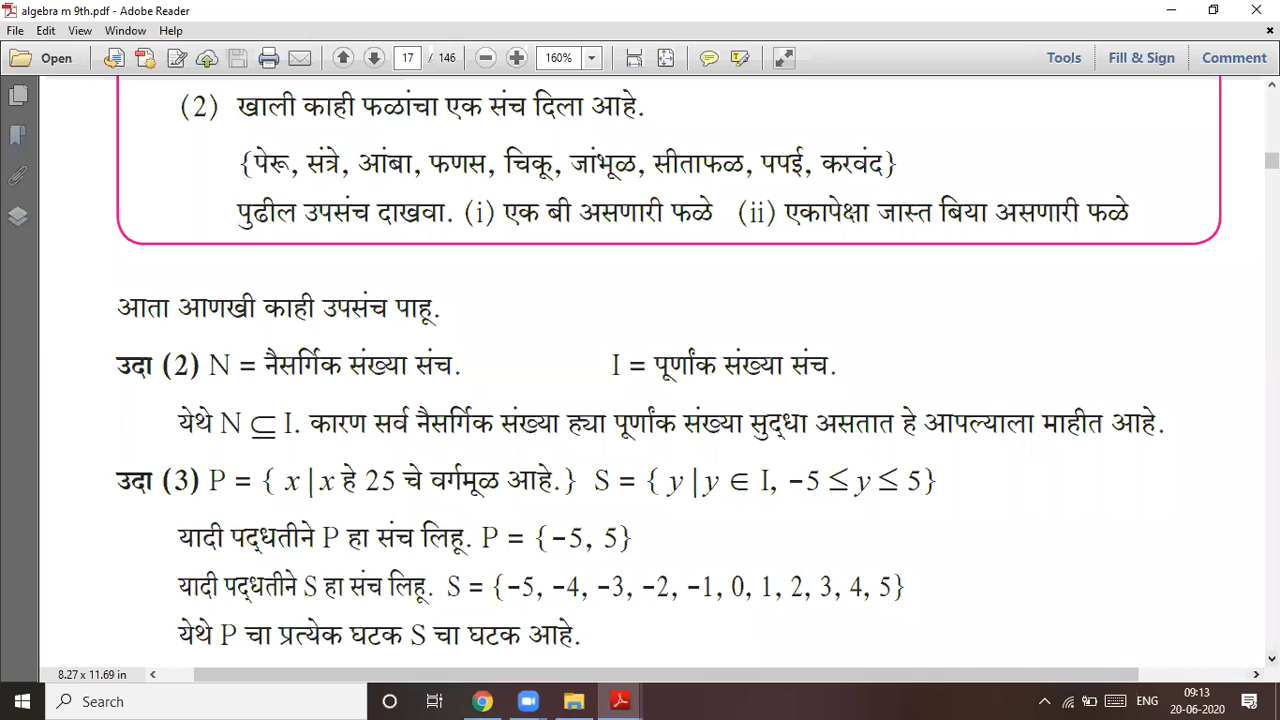 algebra m 9th.pdf - Adobe Reader
File Edit View Window Help
Open 17 / 146 160% Tools Fill & Sign Comment
(2) खाली काही फळांचा एक संच दिला आहे.
{पेरू, संत्रे, आंबा, फणस, चिकू, जांभूळ, सीताफळ, पपई, करवंद}
पुढील उपसंच दाखवा. (i) एक बी असणारी फळे (ii) एकापेक्षा जास्त बिया असणारी फळे
आता आणखी काही उपसंच पाहू.
उदा (2) N = नैसर्गिक संख्या संच. I = पूर्णांक संख्या संच.
येथे N ⊆ I. कारण सर्व नैसर्गिक संख्या ह्या पूर्णांक संख्या सुद्धा असतात हे आपल्याला माहीत आहे.
उदा (3) P = { x | x हे 25 चे वर्गमूळ आहे.} S = { y | y ∈ I, -5 ≤ y ≤ 5}
यादी पद्धतीने P हा संच लिहू. P = {-5, 5}
यादी पद्धतीने S हा संच लिहू. S = {-5, -4, -3, -2, -1, 0, 1, 2, 3, 4, 5}
येथे P चा प्रत्येक घटक S चा घटक आहे.
8.27 x 11.69 in
Search ENG 09:13
20-06-2020